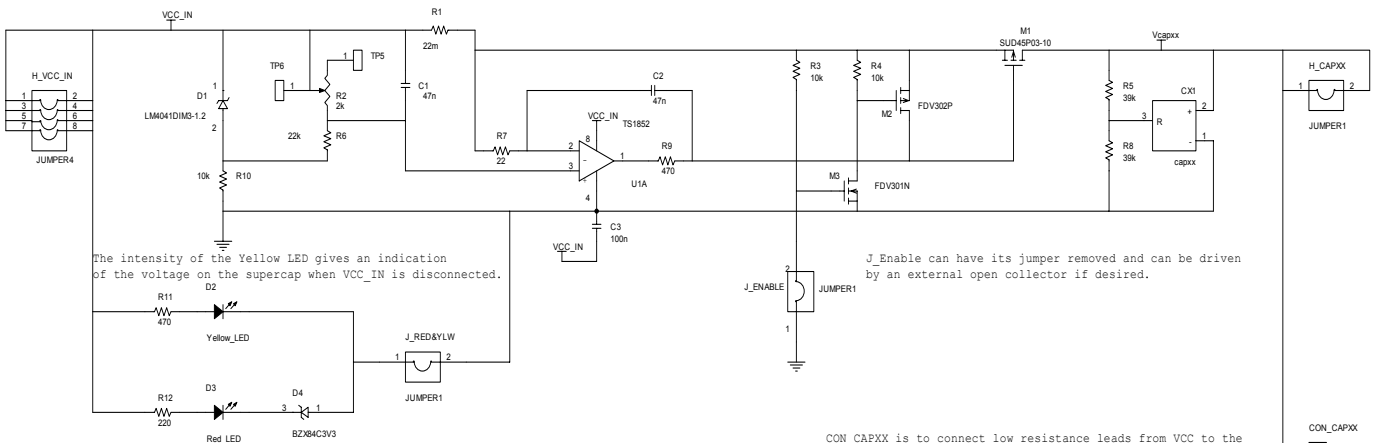 VCC_IN
R1
22m
M1
SUD45P03-10
Vcapxx
H_VCC_IN
1 2
3 4
5 6
7 8
JUMPER4
1
D1
LM4041DIM3-1.2
2
TP6
1
1
TP5
R2
2k
22k
R6
10k
R10
C1
47n
C2
47n
R7
22
VCC_IN
TS1852
8
2
-
3
+
1
4
U1A
R9
470
C3
100n
VCC_IN
R3
10k
R4
10k
M2
FDV302P
M3
FDV301N
R5
39k
R8
39k
CX1
3
R
+
2
-
1
capxx
H_CAPXX
1 2
JUMPER1
The intensity of the Yellow LED gives an indication
of the voltage on the supercap when VCC_IN is disconnected.
J_Enable can have its jumper removed and can be driven
by an external open collector if desired.
2
J_ENABLE
JUMPER1
1
R11
470
D2
Yellow_LED
J_RED&YLW
1 2
JUMPER1
R12
220
D3
Red_LED
D4
3 1
BZX84C3V3
CON_CAPXX is to connect low resistance leads from VCC to the
CON_CAPXX